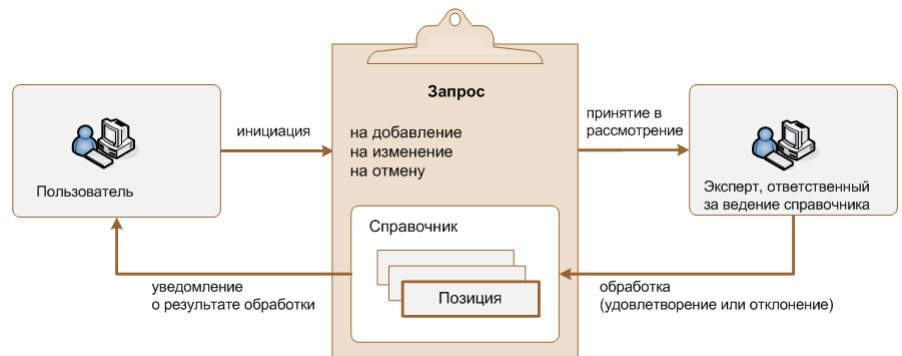 Запрос
инициация
на добавление
на изменение
на отмену
принятие в
рассмотрение
Пользователь
Эксперт, ответственный
за ведение справочника
Справочник
Позиция
уведомление
о результате обработки
обработка
(удовлетворение или отклонение)